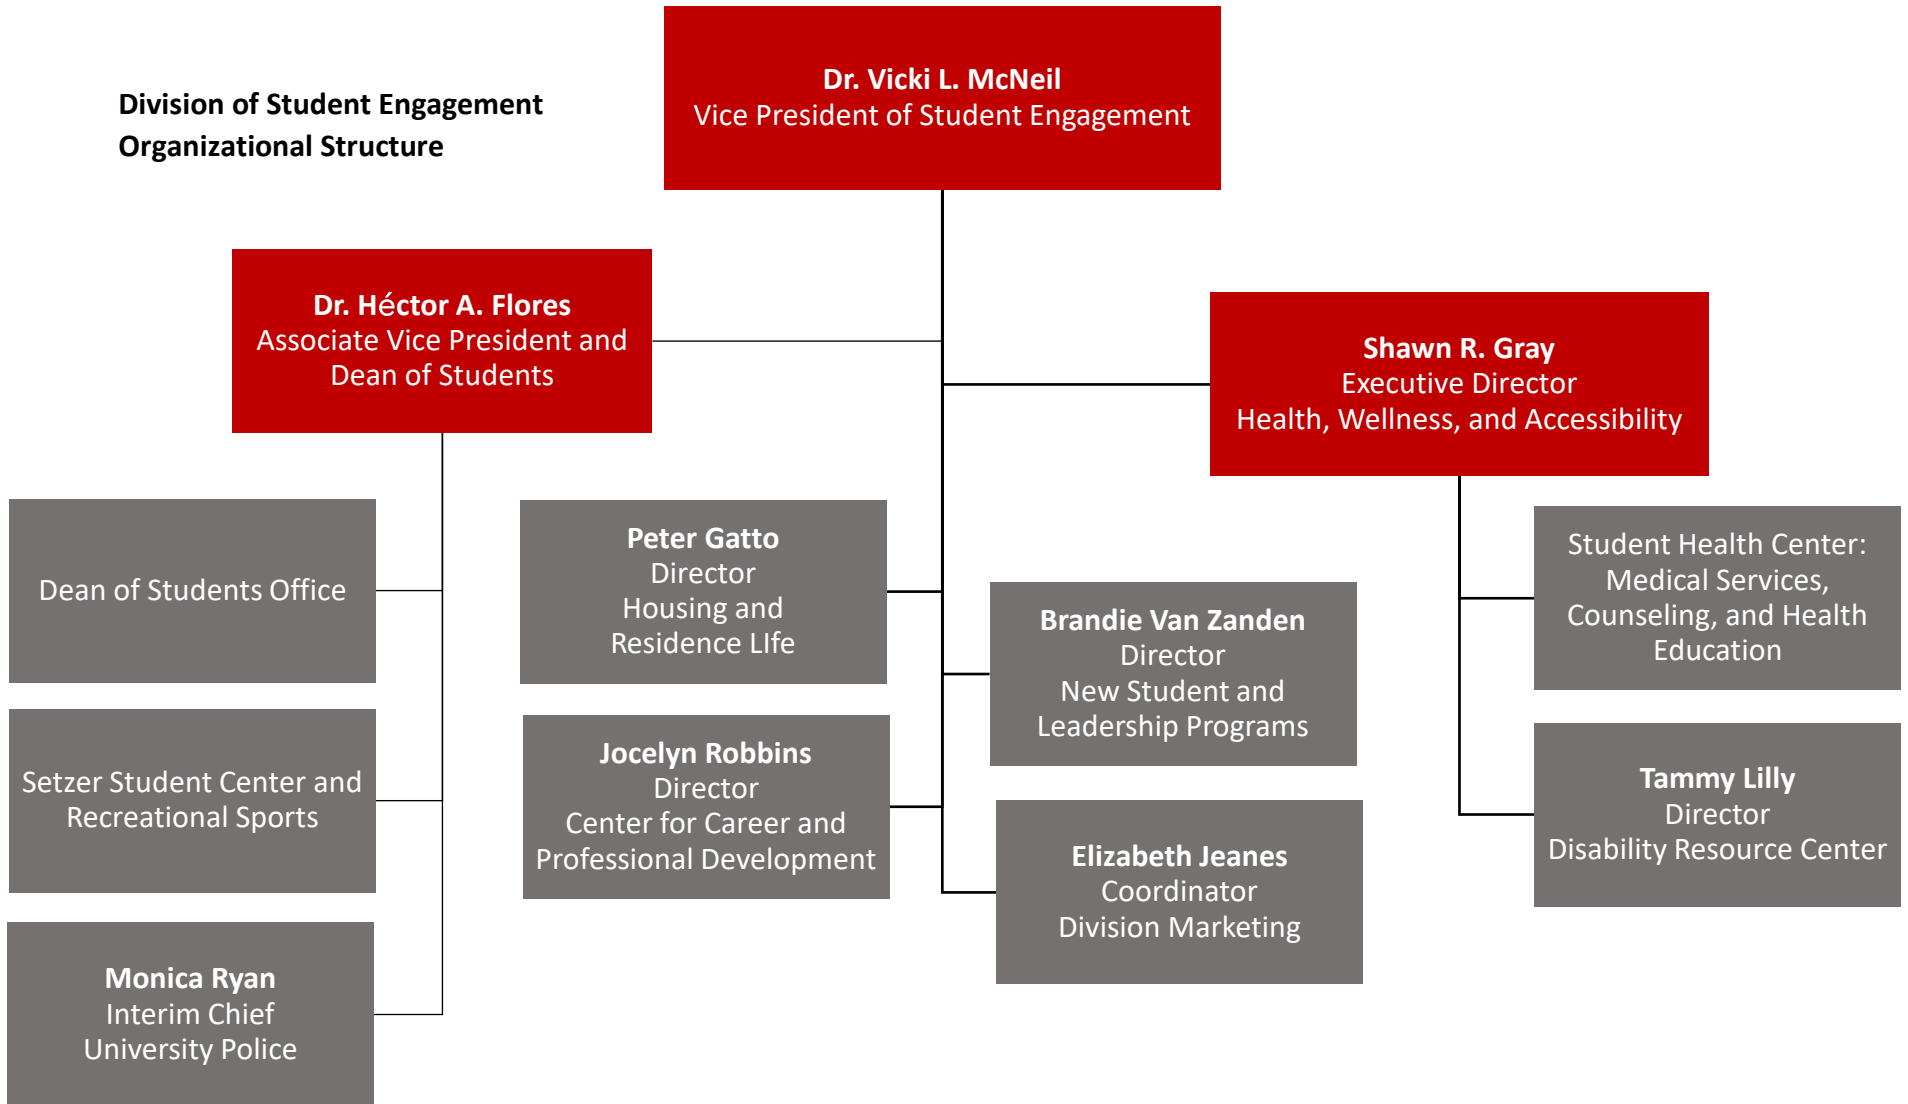 Division of Student Engagement
Organizational Structure
Dr. Vicki L. McNeil
Vice President of Student Engagement
Dr. Héctor A. Flores
Associate Vice President and
Dean of Students
Shawn R. Gray
Executive Director
Health, Wellness, and Accessibility
Dean of Students Office
Setzer Student Center and
Recreational Sports
Monica Ryan
Interim Chief
University Police
Peter Gatto
Director
Housing and
Residence LIfe
Jocelyn Robbins
Director
Center for Career and
Professional Development
Brandie Van Zanden
Director
New Student and
Leadership Programs
Elizabeth Jeanes
Coordinator
Division Marketing
Student Health Center:
Medical Services,
Counseling, and Health
Education
Tammy Lilly
Director
Disability Resource Center